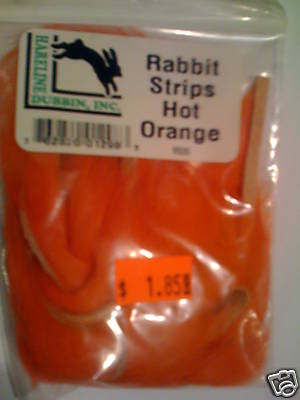 HARELINE
DUBBIN, INC.
Rabbit
Strips
Hot
Orange
$ 1.85